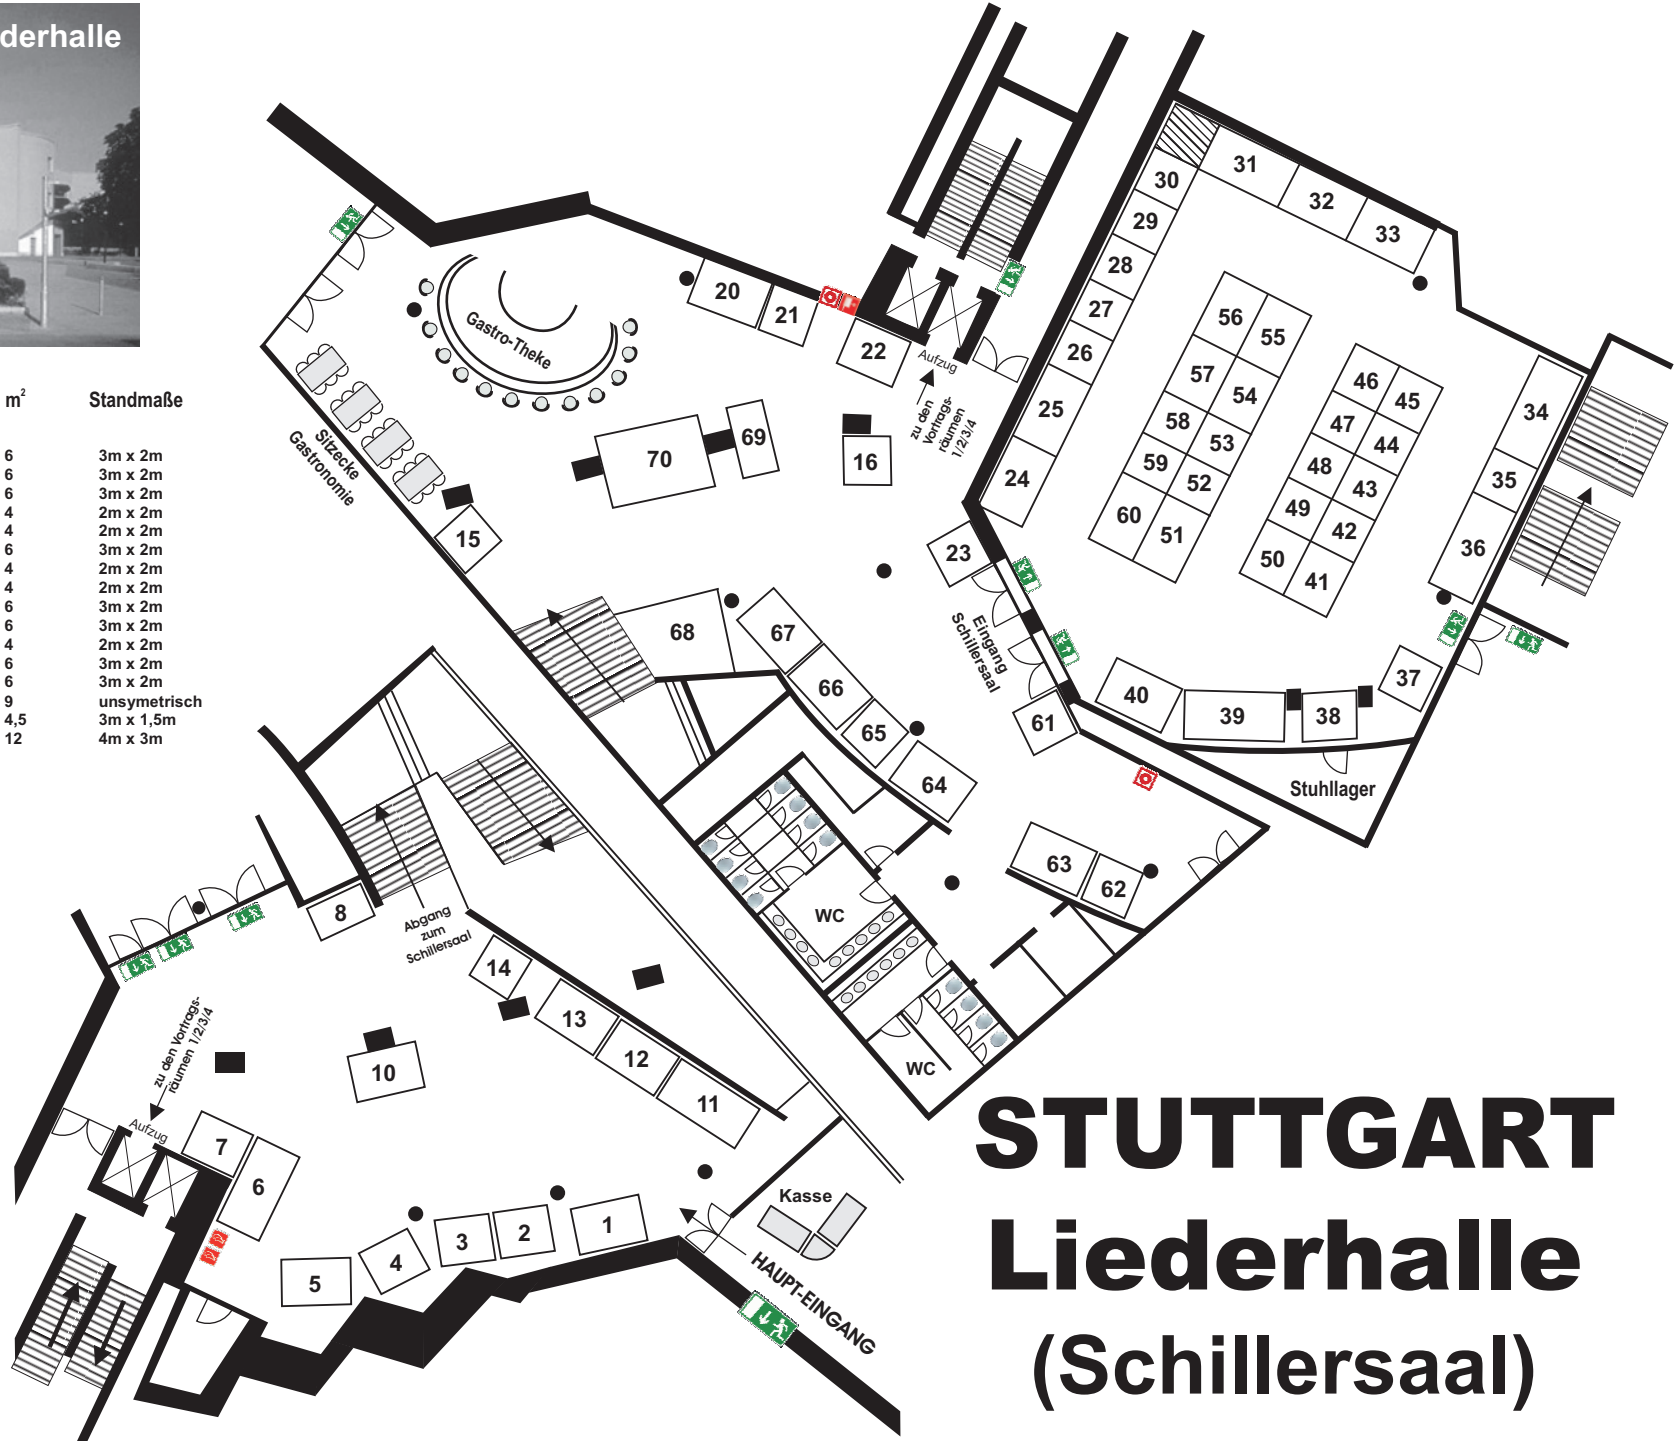 derhalle
m² Standmaße
6 3m x 2m
6 3m x 2m
6 3m x 2m
4 2m x 2m
4 2m x 2m
6 3m x 2m
4 2m x 2m
4 2m x 2m
6 3m x 2m
6 3m x 2m
4 2m x 2m
6 3m x 2m
6 3m x 2m
9 unsymetrisch
4,5 3m x 1,5m
12 4m x 3m
Gastro-Theke
Sitzecke
Gastronomie
20
21
22
Aufzug
zu den
Vortrags-
räumen
1/2/3/4
70
69
16
15
23
Eingang
Schillersaal
68
67
66
65
64
61
63
62
WC
WC
30
29
28
27
26
25
24
31
32
33
56
55
57
54
58
53
59
52
60
51
46
45
47
44
48
43
49
42
50
41
34
35
36
37
40
39
38
Stuhllager
8
Abgang
zum
Schillersaal
14
13
12
11
10
zu den Vortrags-
räumen 1/2/3/4
Aufzug
7
6
5
4
3
2
1
Kasse
HAUPT-EINGANG
STUTTGART
Liederhalle
(Schillersaal)